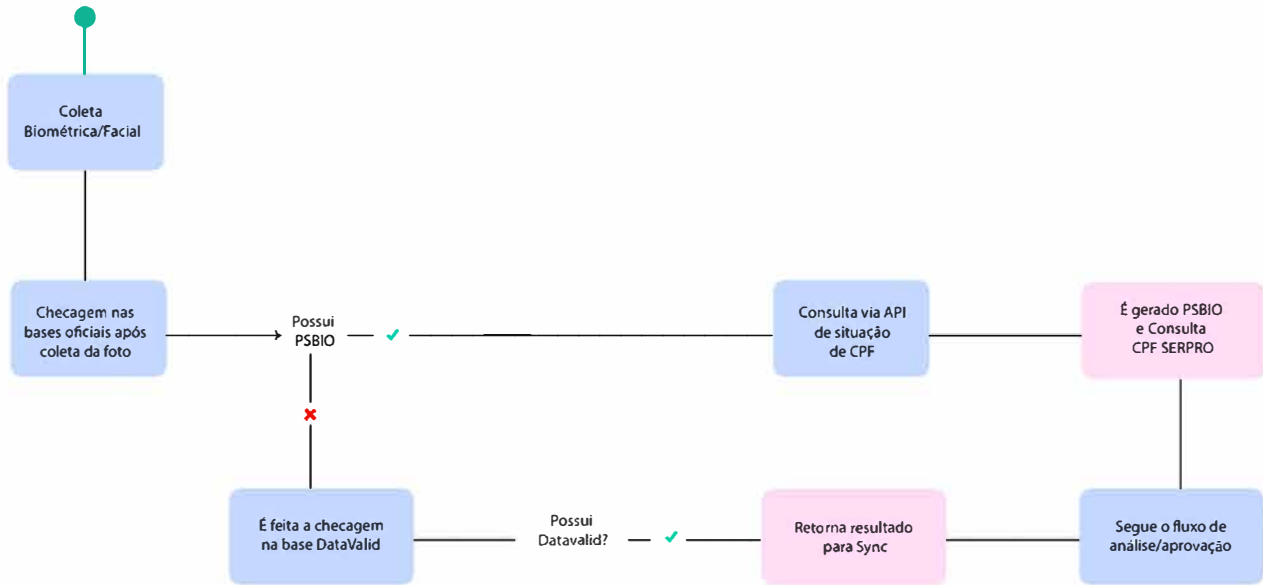 Coleta
Biométrica/Facial
Checagem nas
bases oficiais após
coleta da foto
Possui
PSBIO
Consulta via API
de situação
de CPF
É gerado PSBIO
e Consulta
CPF SERPRO
É feita a checagem
na base DataValid
Possui
Datavalid?
Retorna resultado
para Sync
Segue o fluxo de
análise/aprovação